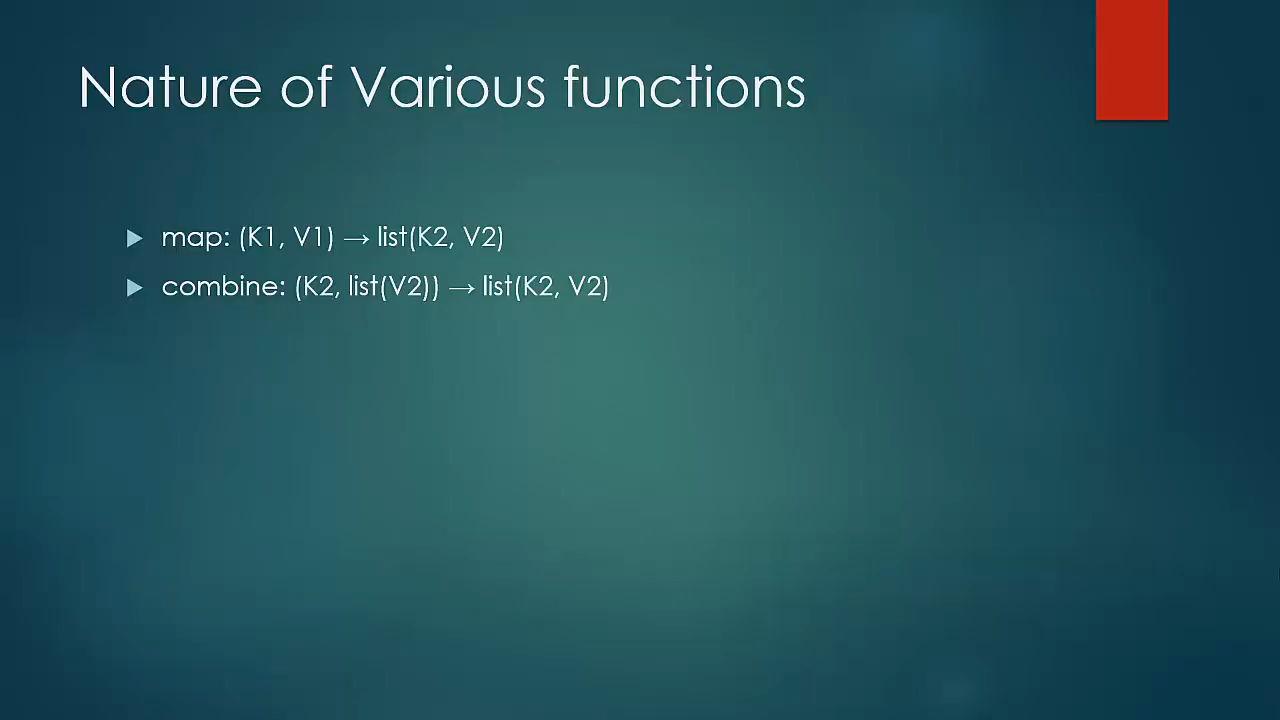 Nature of Various functions
map: (K1, V1) → list(K2, V2)
combine: (K2, list(V2)) → list(K2, V2)